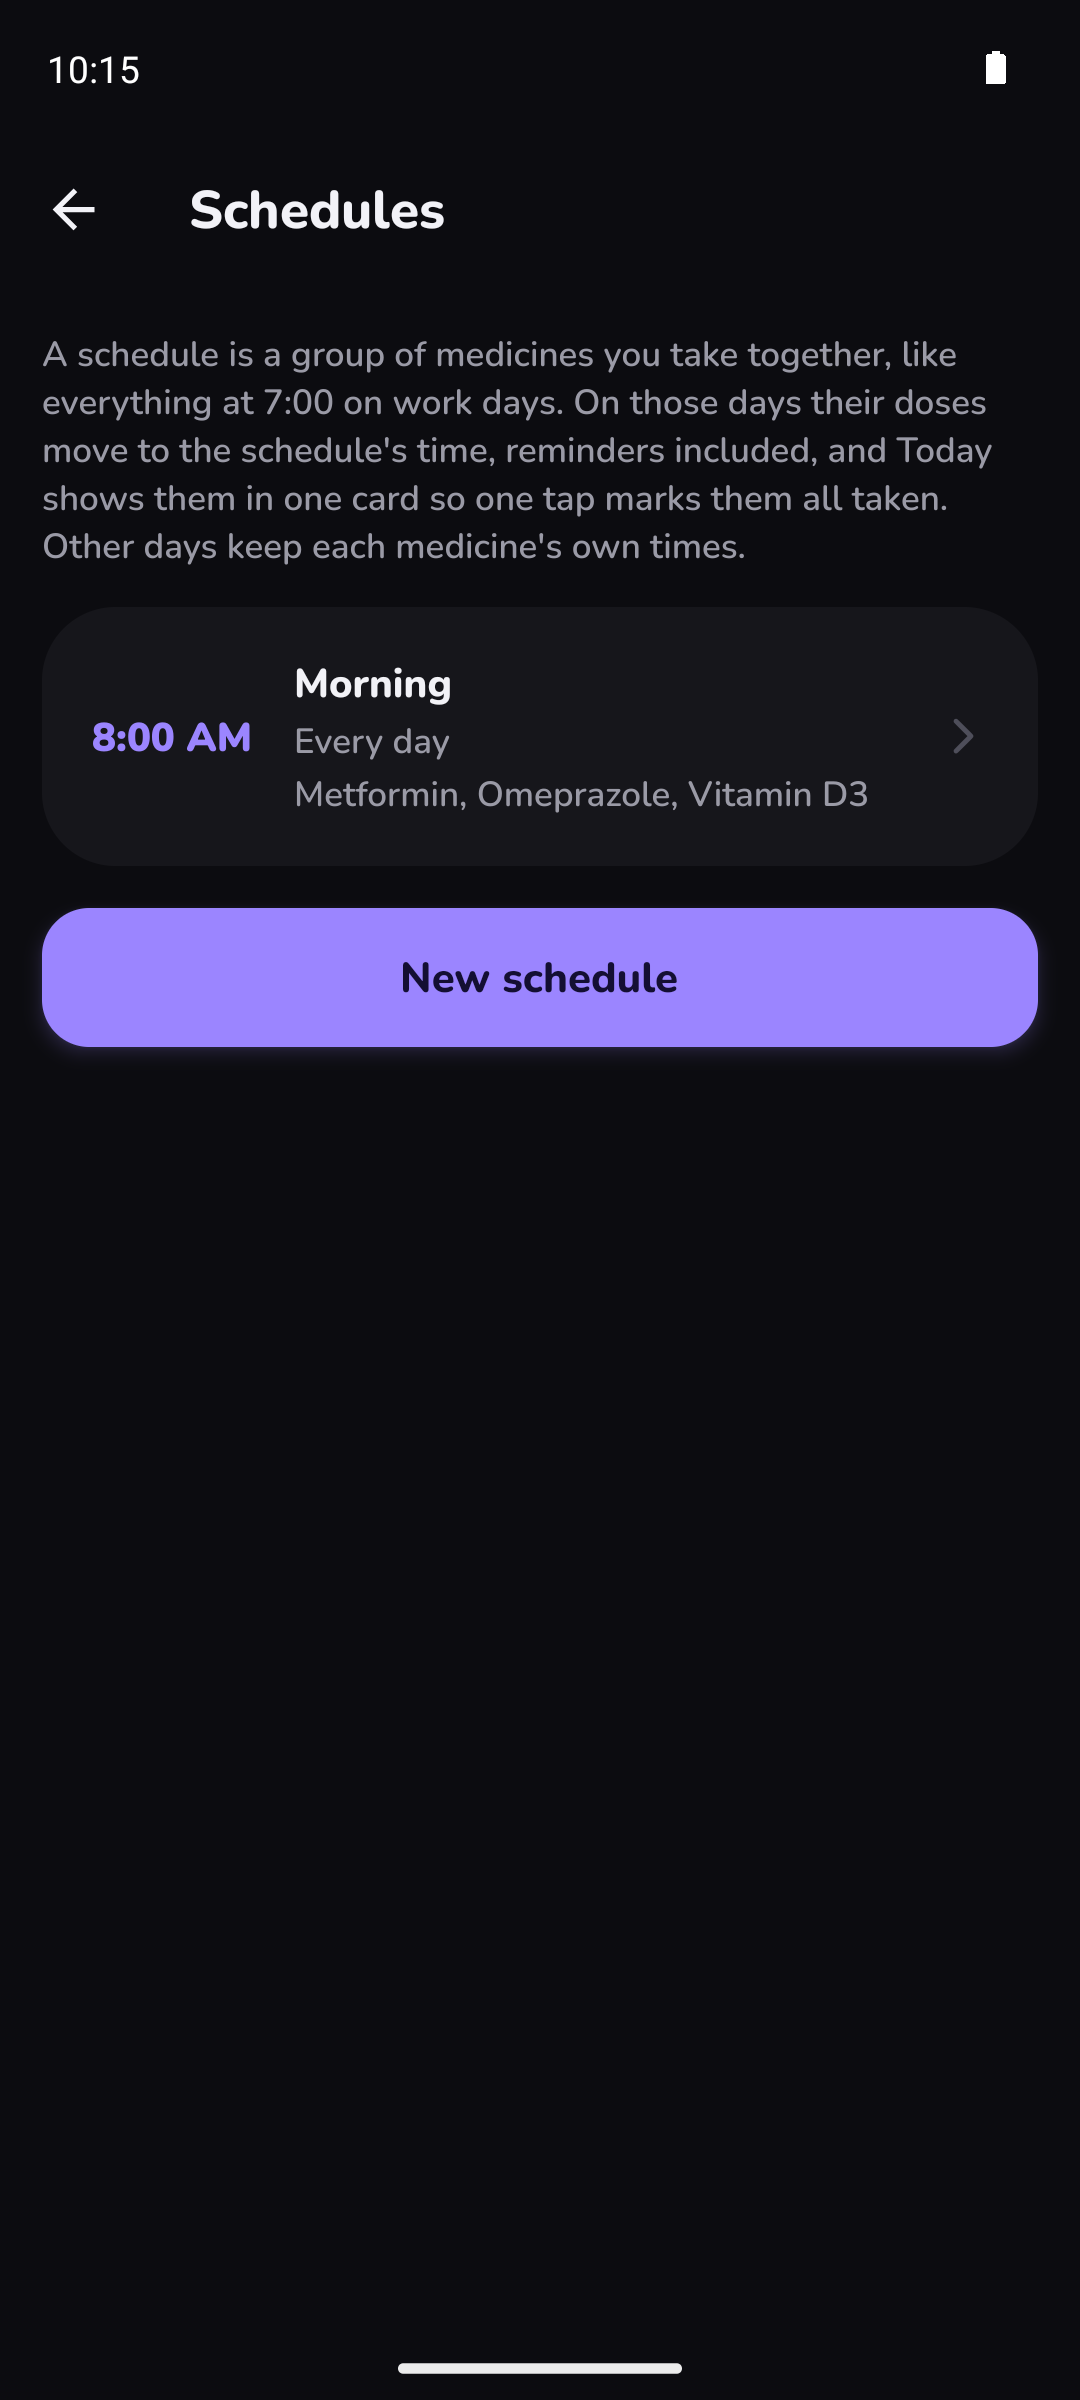 10:15
Schedules
A schedule is a group of medicines you take together, like
everything at 7:00 on work days. On those days their doses
move to the schedule's time, reminders included, and Today
shows them in one card so one tap marks them all taken.
Other days keep each medicine's own times.
8:00 AM
Morning
Every day
Metformin, Omeprazole, Vitamin D3
New schedule